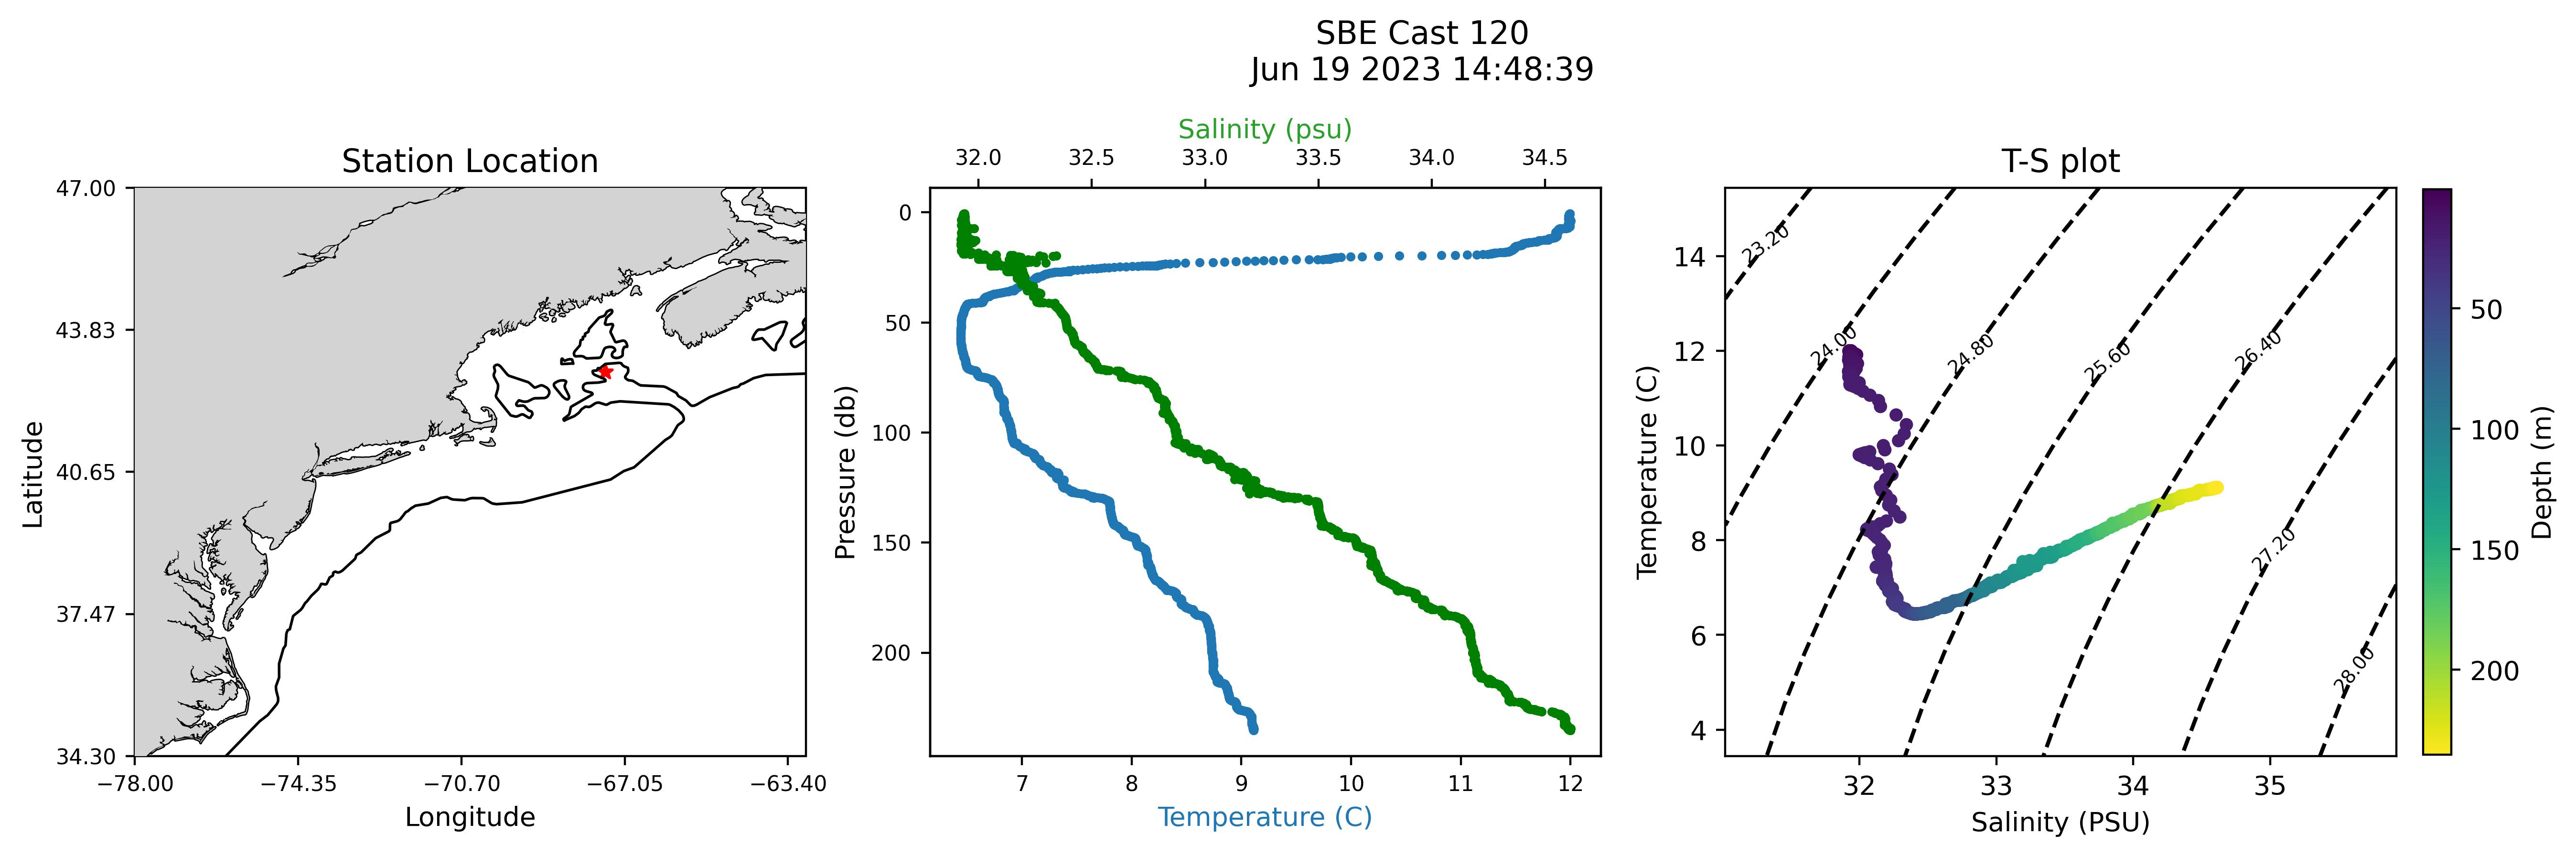 SBE Cast 120
Jun 19 2023 14:48:39
Station Location
47.00
43.83
40.65
37.47
34.30
Latitude
−78.00 −74.35 −70.70 −67.05 −63.40
Longitude
Salinity (psu)
32.0 32.5 33.0 33.5 34.0 34.5
0
50
100
150
200
Pressure (db)
7 8 9 10 11 12
Temperature (C)
T-S plot
14
12
10
8
6
4
Temperature (C)
23.20
24.00
24.80
25.60
26.40
27.20
28.00
32 33 34 35
Salinity (PSU)
50
100
150
200
Depth (m)